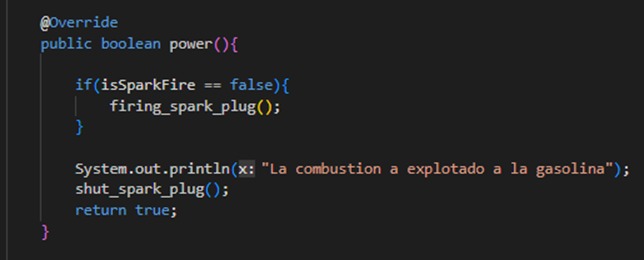 @Override
public boolean power(){
if(isSparkFire == false){
firing_spark_plug();
}
System.out.println(x: "La combustion a explotado a la gasolina");
shut_spark_plug();
return true;
}